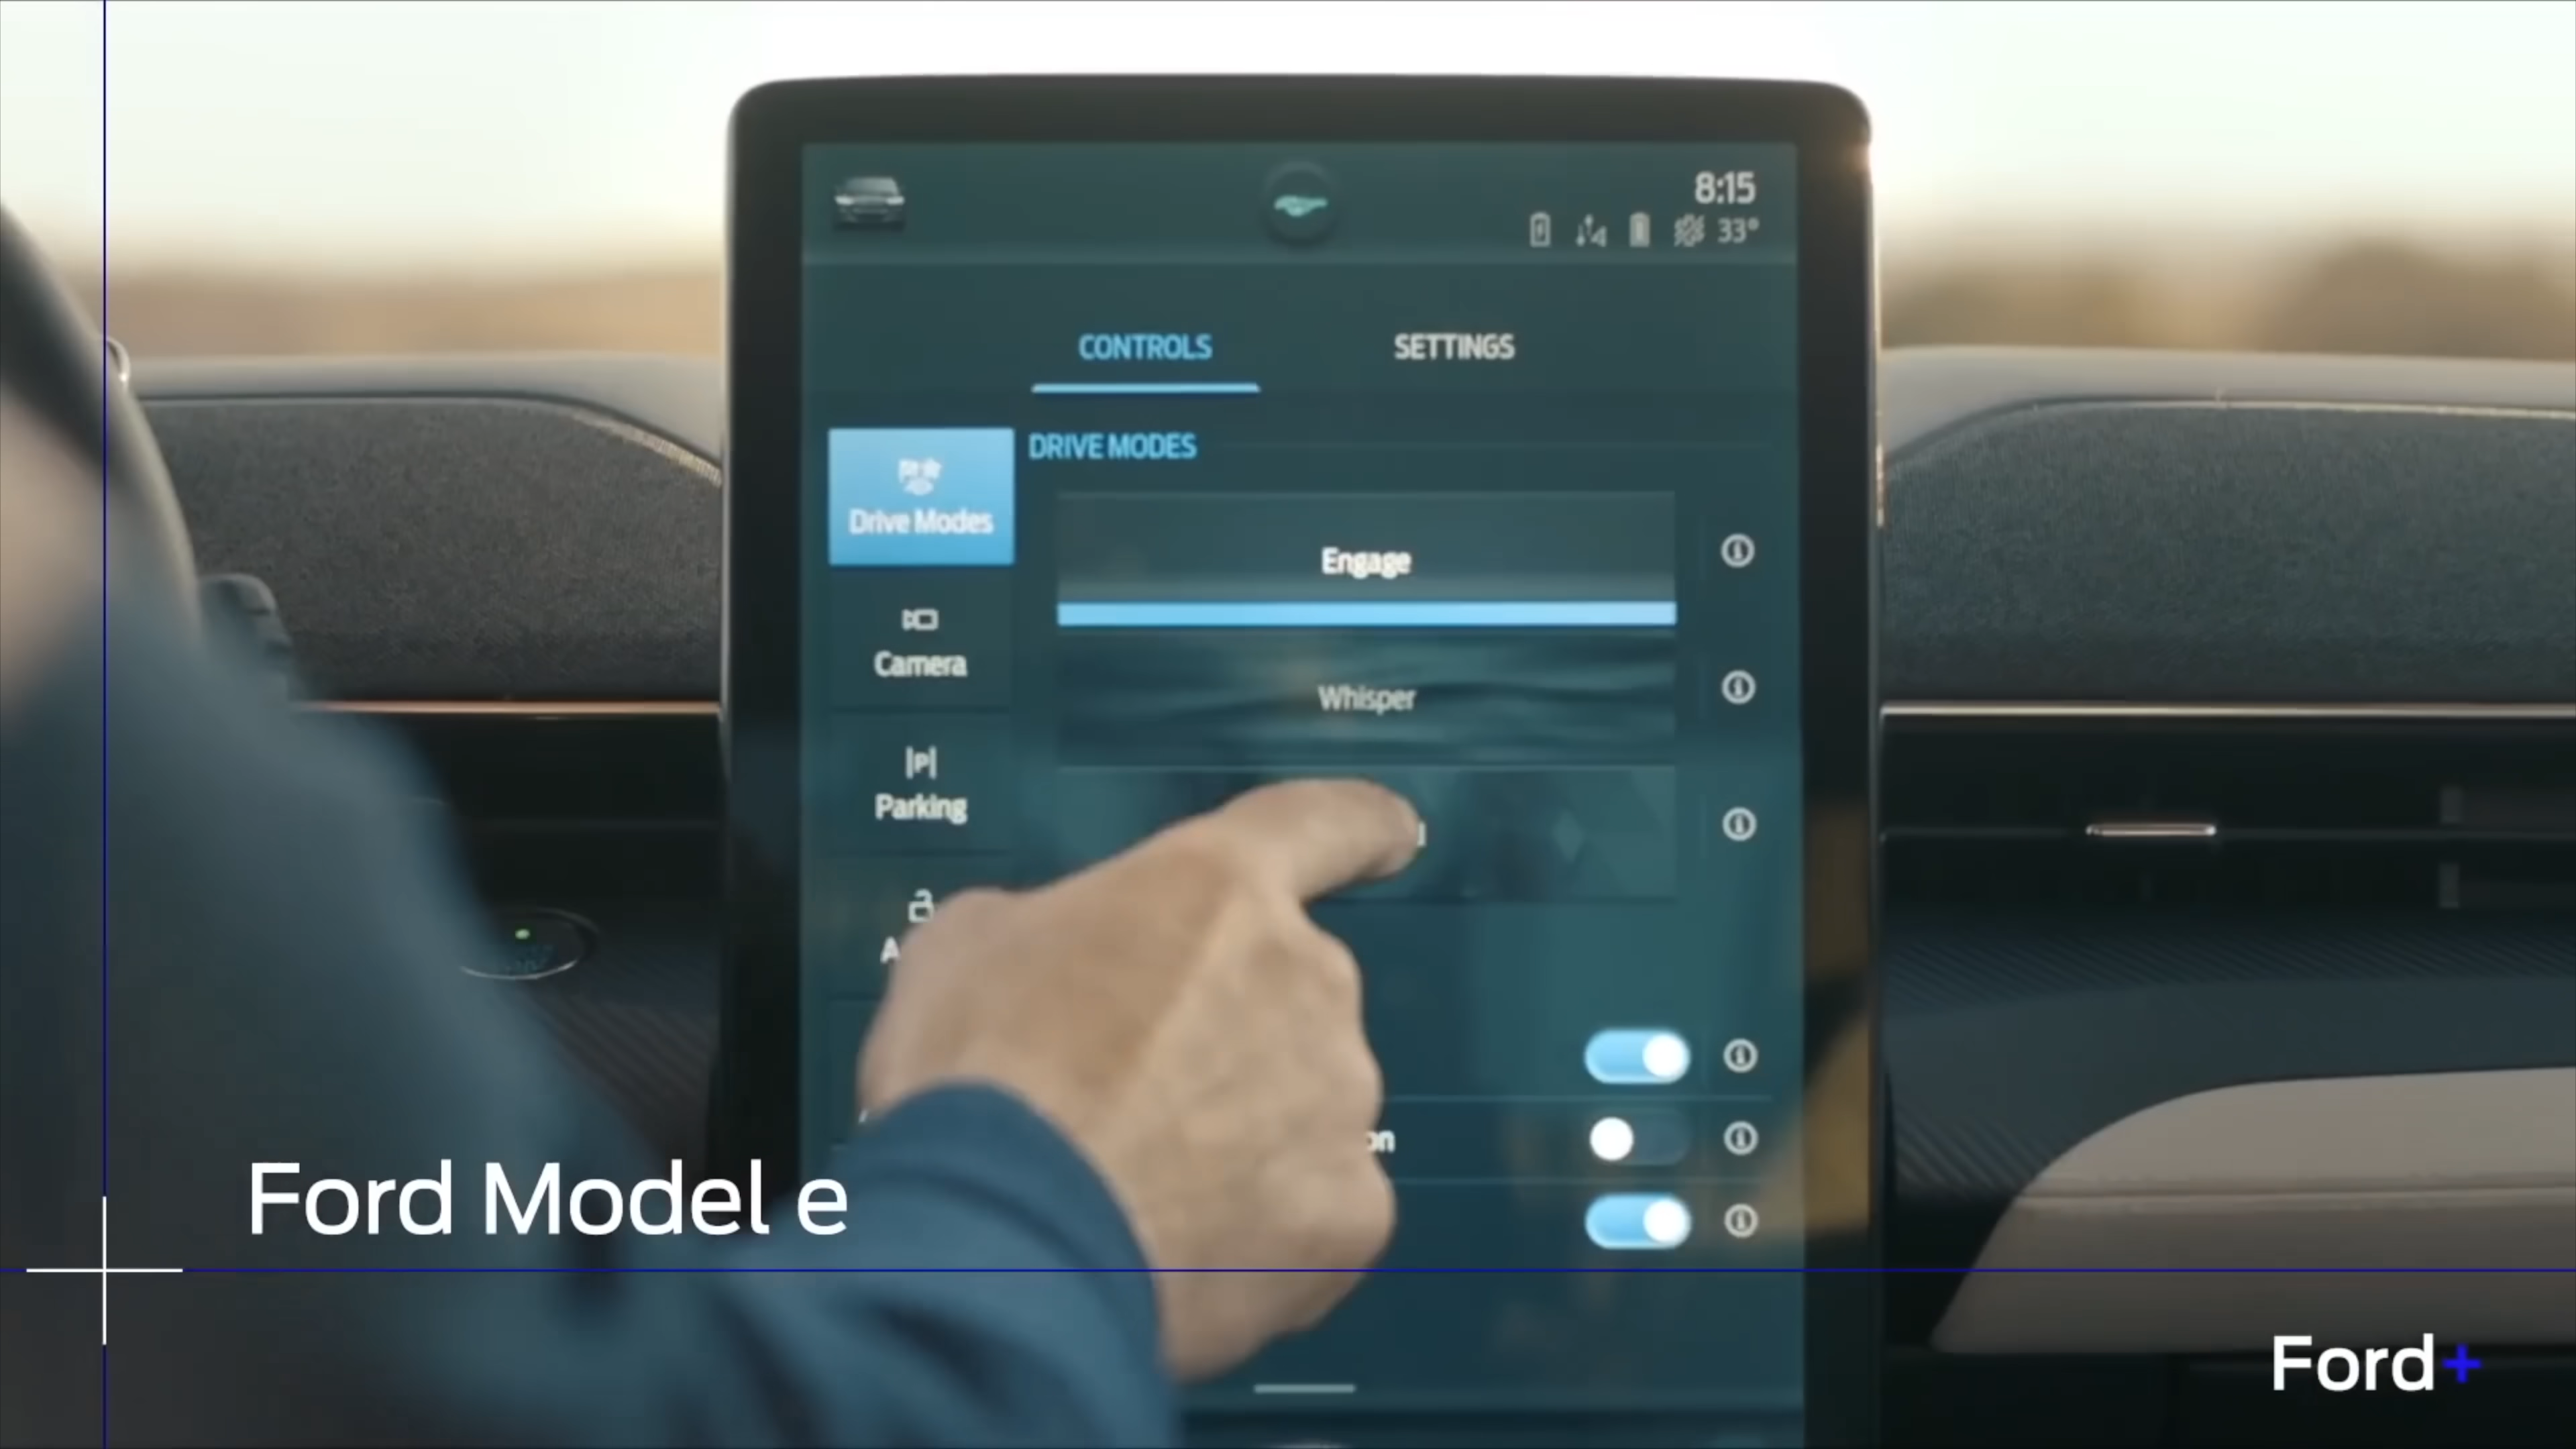 8:15
33°
CONTROLS
SETTINGS
DRIVE MODES
Drive Modes
Engage
Camera
Whisper
Parking
Ford Model e
Ford+